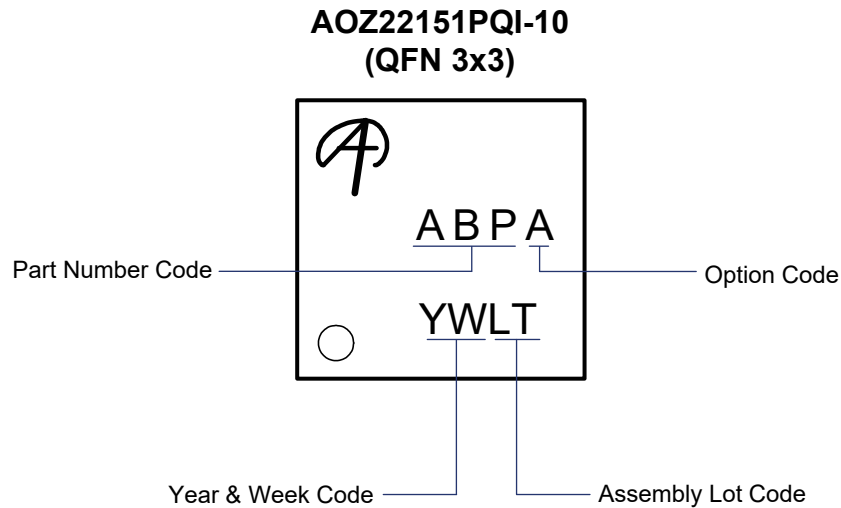 AOZ22151PQI-10
(QFN 3x3)
ABPA
Part Number Code
Option Code
YWLT
Year & Week Code
Assembly Lot Code